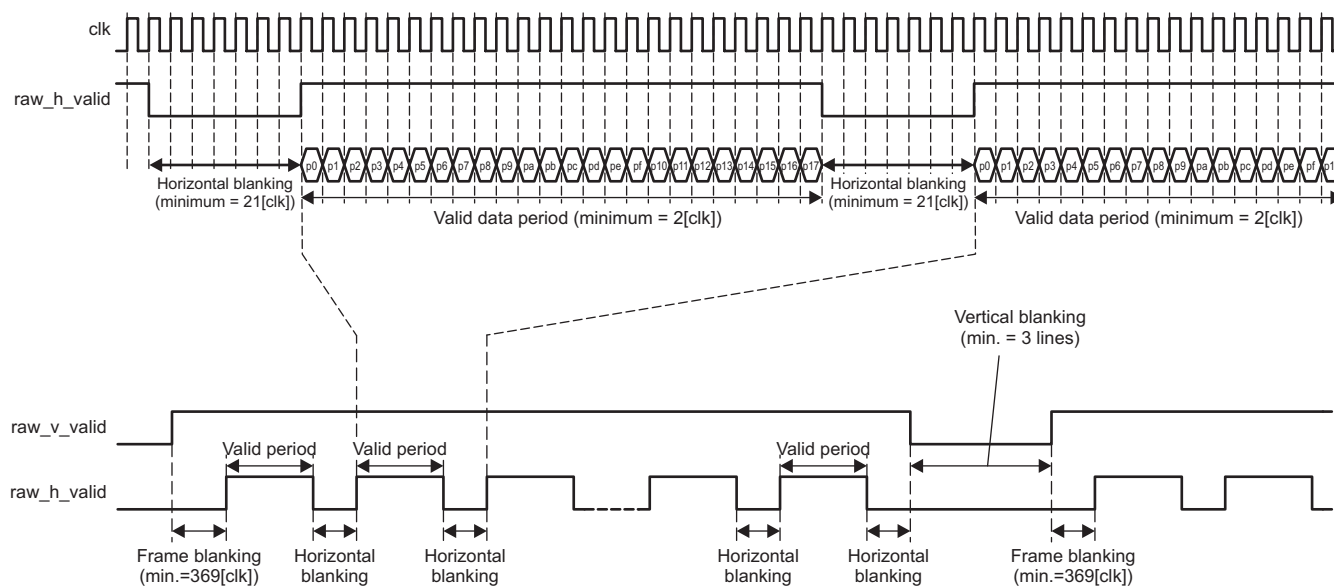 clk
raw_h_valid
p0 p1 p2 p3 p4 p5 p6 p7 p8 p9 pa pb pc pd pe pf p10 p11 p12 p13 p14 p15 p16 p17
p0 p1 p2 p3 p4 p5 p6 p7 p8 p9 pa pb pc pd pe pf p1
Horizontal blanking
(minimum = 21[clk])
Valid data period (minimum = 2[clk])
Horizontal blanking
(minimum = 21[clk])
Valid data period (minimum = 2[clk])
Vertical blanking
(min. = 3 lines)
raw_v_valid
Valid period
Valid period
Valid period
raw_h_valid
Frame blanking
(min.=369[clk])
Horizontal
blanking
Horizontal
blanking
Horizontal
blanking
Horizontal
blanking
Frame blanking
(min.=369[clk])